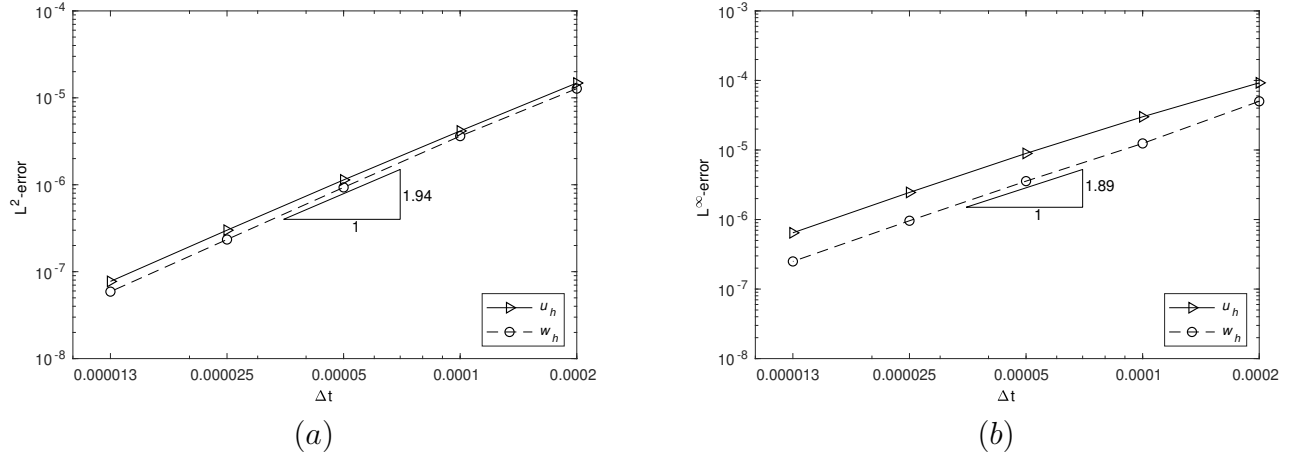 10^-4
10^-5
10^-6
10^-7
10^-8
L^2-error
1.94
1
u_h
w_h
0.000013 0.000025 0.00005 0.0001 0.0002
Δt
(a)
10^-3
10^-4
10^-5
10^-6
10^-7
10^-8
L^∞-error
1.89
1
u_h
w_h
0.000013 0.000025 0.00005 0.0001 0.0002
Δt
(b)